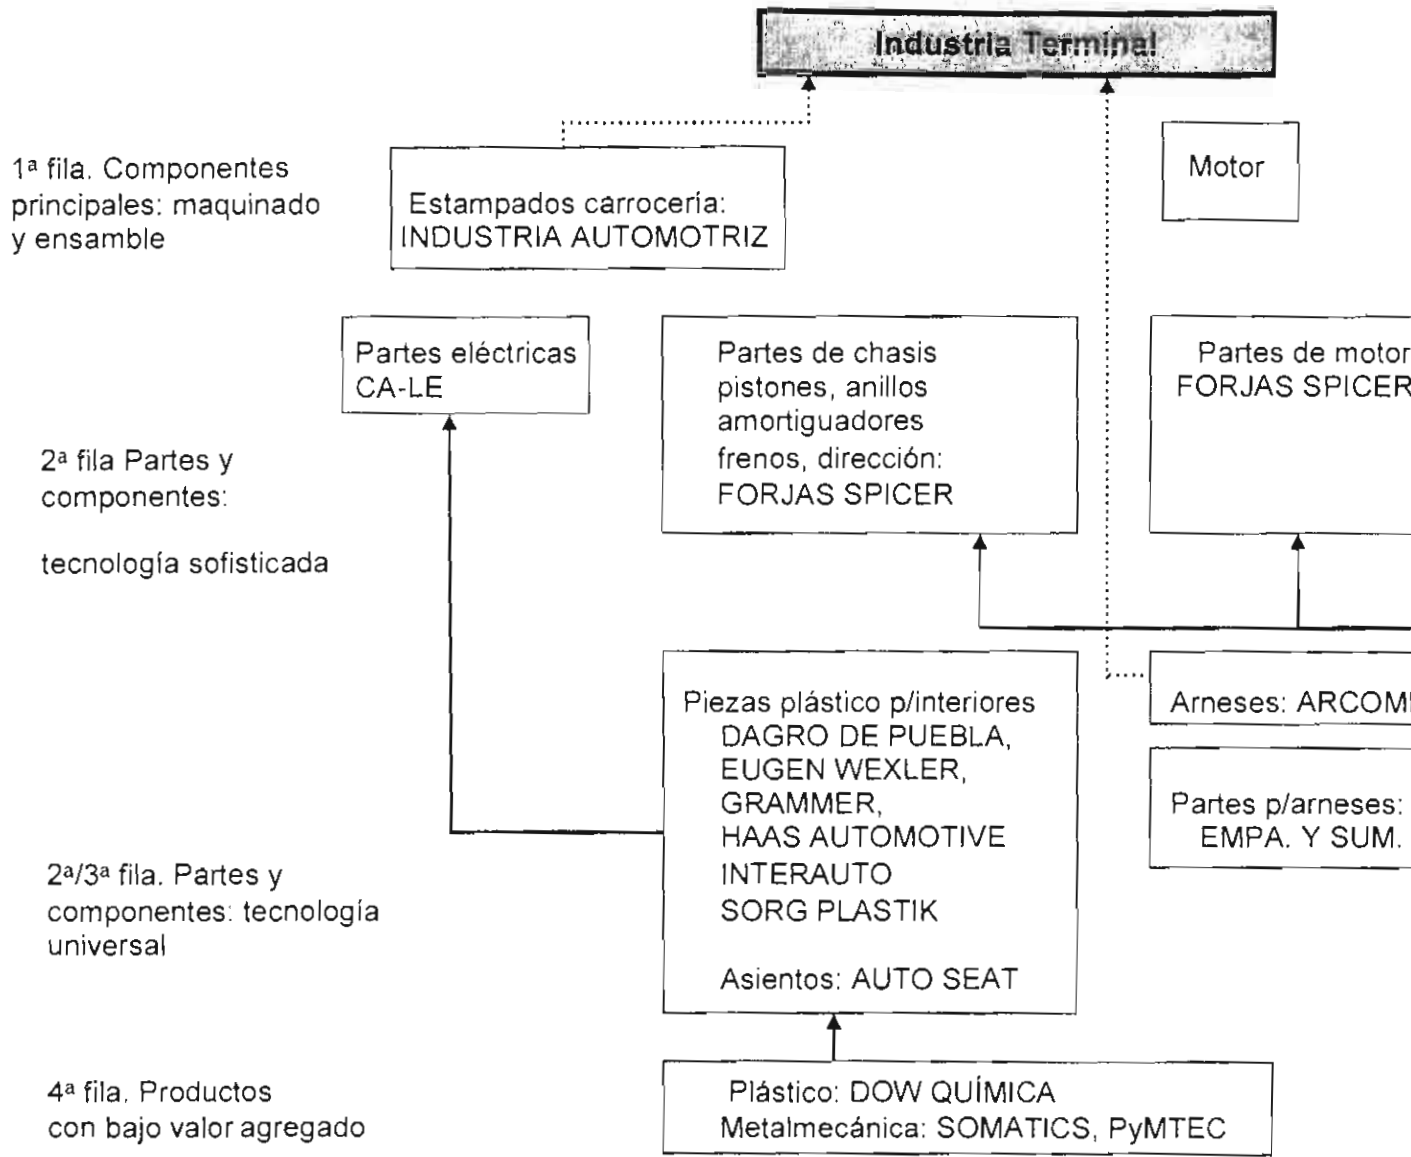 Industria Terminal
1ª fila. Componentes
principales: maquinado
y ensamble
Estampados carrocería:
INDUSTRIA AUTOMOTRIZ
Motor
Partes eléctricas
CA-LE
Partes de chasis
pistones, anillos
amortiguadores
frenos, dirección:
FORJAS SPICER
Partes de motor
FORJAS SPICER
2ª fila Partes y
componentes:
tecnología sofisticada
Piezas plástico p/interiores
DAGRO DE PUEBLA,
EUGEN WEXLER,
GRAMMER,
HAAS AUTOMOTIVE
INTERAUTO
SORG PLASTIK
Asientos: AUTO SEAT
Arneses:
Partes p/arneses:
EMPA. Y SUM.
2ª/3ª fila. Partes y
componentes: tecnología
universal
4ª fila. Productos
con bajo valor agregado
Plástico: DOW QUÍMICA
Metalmecánica: SOMATICS, PyMTEC